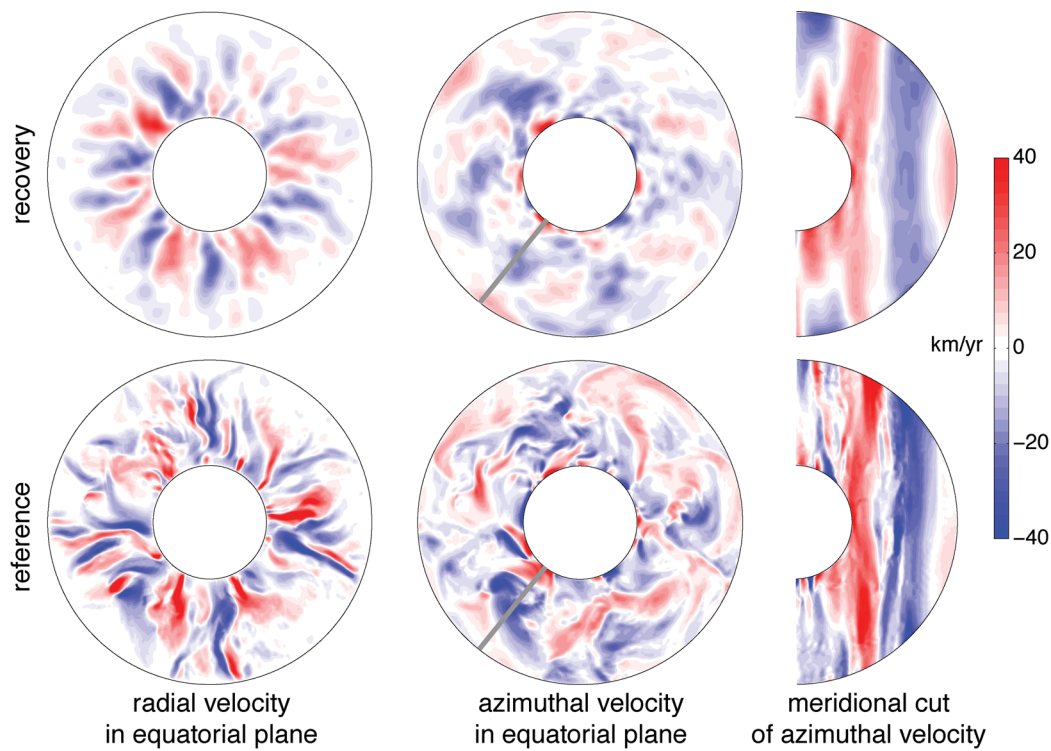 recovery
reference
40
20
km/yr
0
−20
−40
radial velocity
in equatorial plane
azimuthal velocity
in equatorial plane
meridional cut
of azimuthal velocity